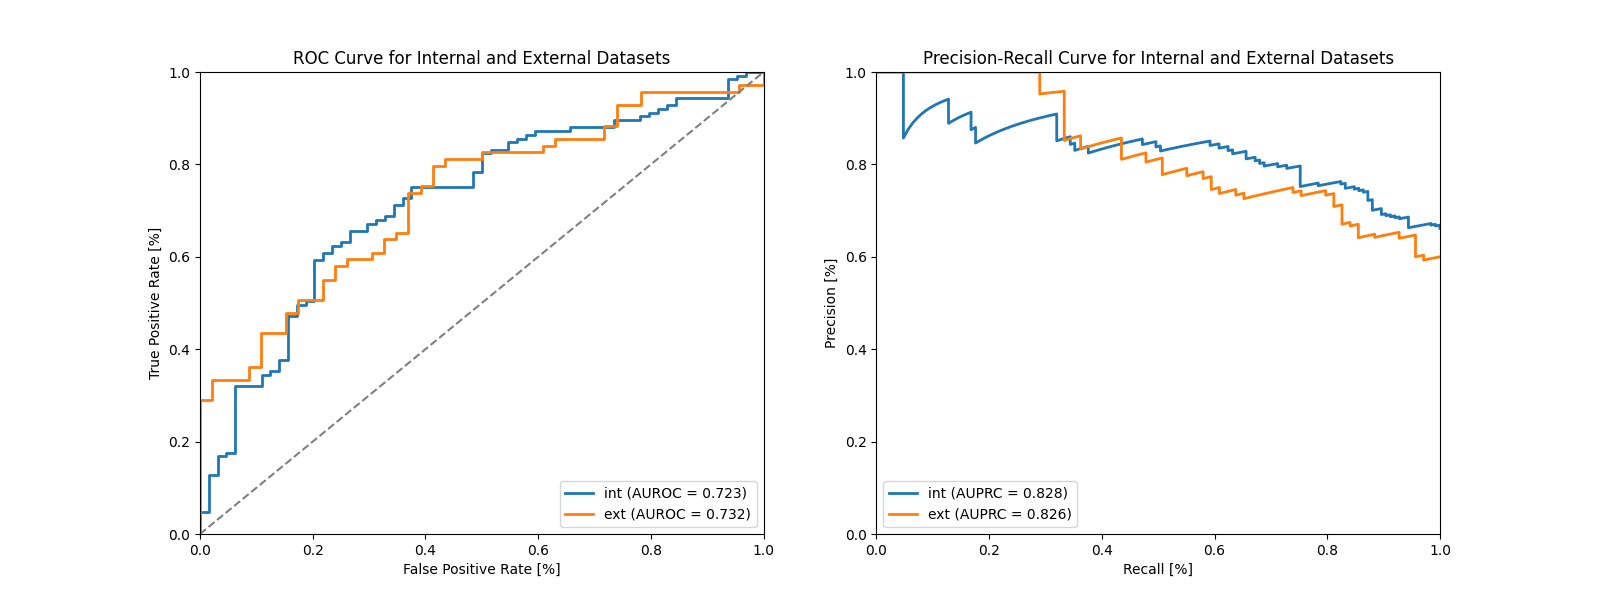 ROC Curve for Internal and External Datasets
1.0
0.8
0.6
0.4
0.2
0.0
True Positive Rate [%]
int (AUROC = 0.723)
ext (AUROC = 0.732)
0.0 0.2 0.4 0.6 0.8 1.0
False Positive Rate [%]
Precision-Recall Curve for Internal and External Datasets
1.0
0.8
0.6
0.4
0.2
0.0
Precision [%]
int (AUPRC = 0.828)
ext (AUPRC = 0.826)
0.0 0.2 0.4 0.6 0.8 1.0
Recall [%]